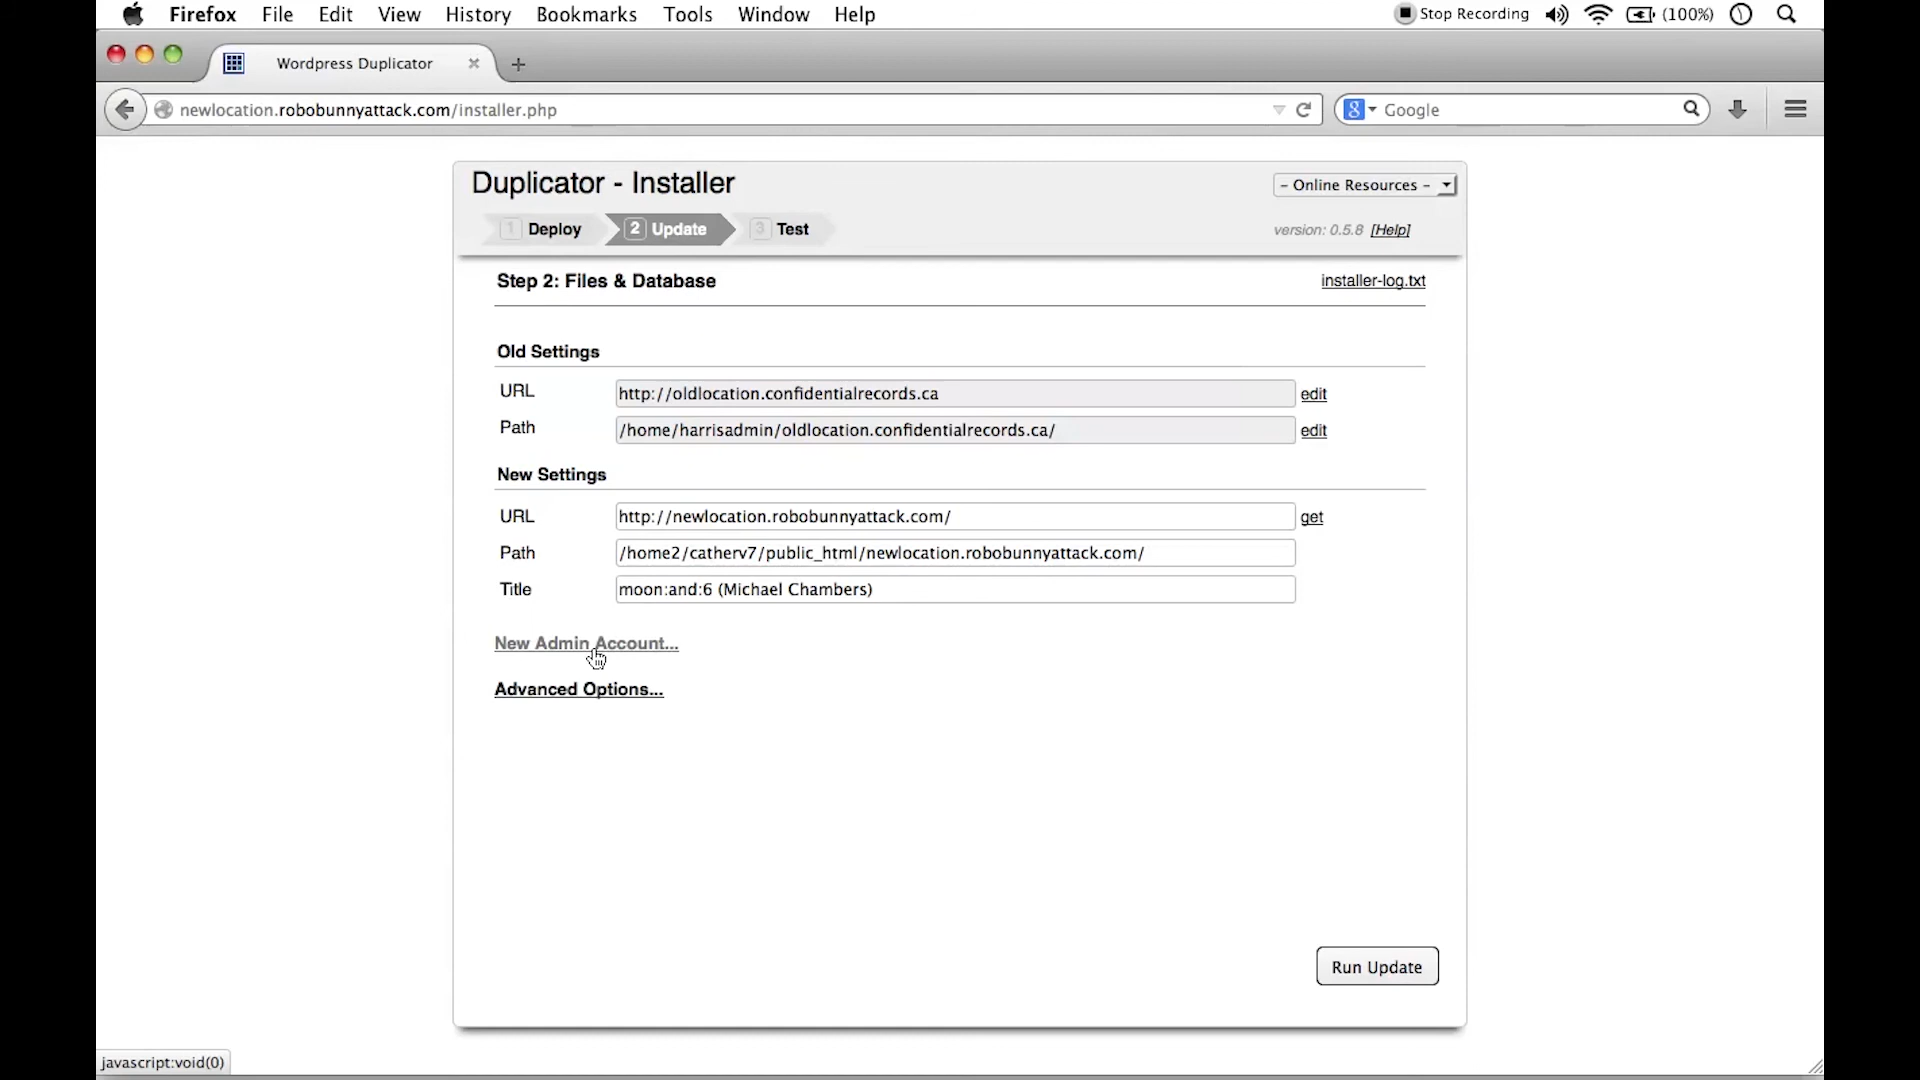 Firefox File Edit View History Bookmarks Tools Window Help Stop Recording (100%)
Wordpress Duplicator
newlocation.robobunnyattack.com/installer.php Google
Duplicator - Installer
- Online Resources -
1 Deploy 2 Update 3 Test
version: 0.5.8 [Help]
Step 2: Files & Database installer-log.txt
Old Settings
URL http://oldlocation.confidentialrecords.ca edit
Path /home/harrisadmin/oldlocation.confidentialrecords.ca/ edit
New Settings
URL http://newlocation.robobunnyattack.com/ get
Path /home2/catherv7/public_html/newlocation.robobunnyattack.com/
Title moon:and:6 (Michael Chambers)
New Admin Account...
Advanced Options...
Run Update
javascript:void(0)